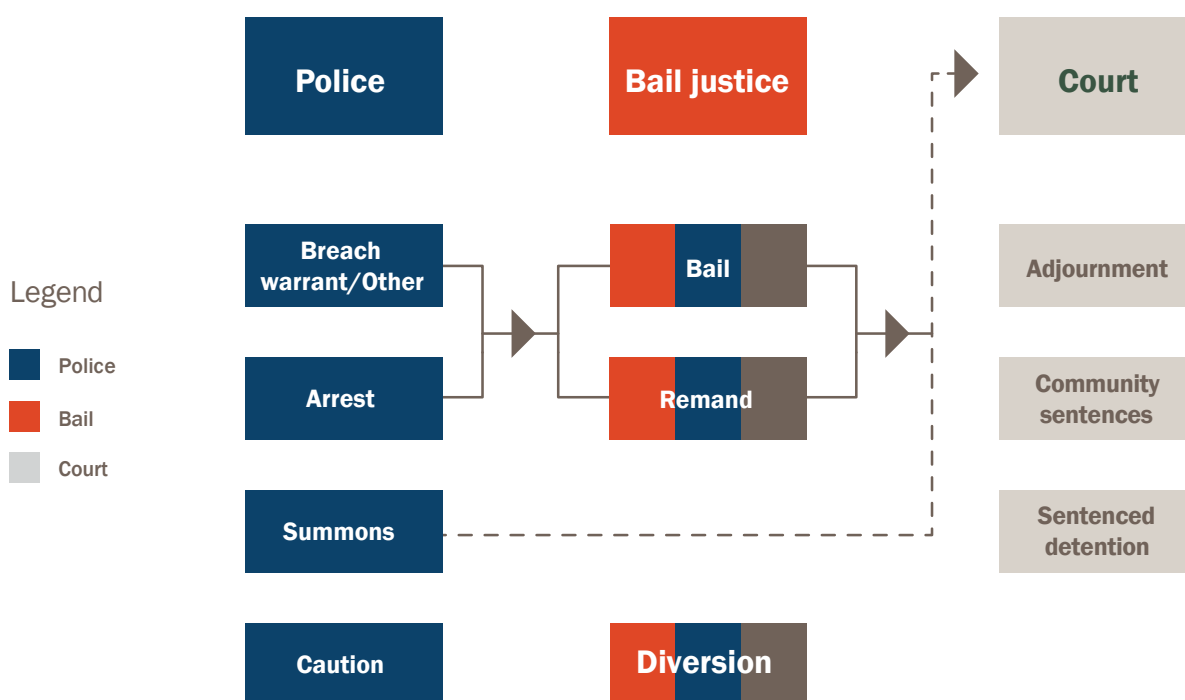 Police
Bail justice
Court
Breach
warrant/Other
Bail
Adjournment
Legend
Police
Bail
Court
Arrest
Remand
Community
sentences
Summons
Sentenced
detention
Caution
Diversion